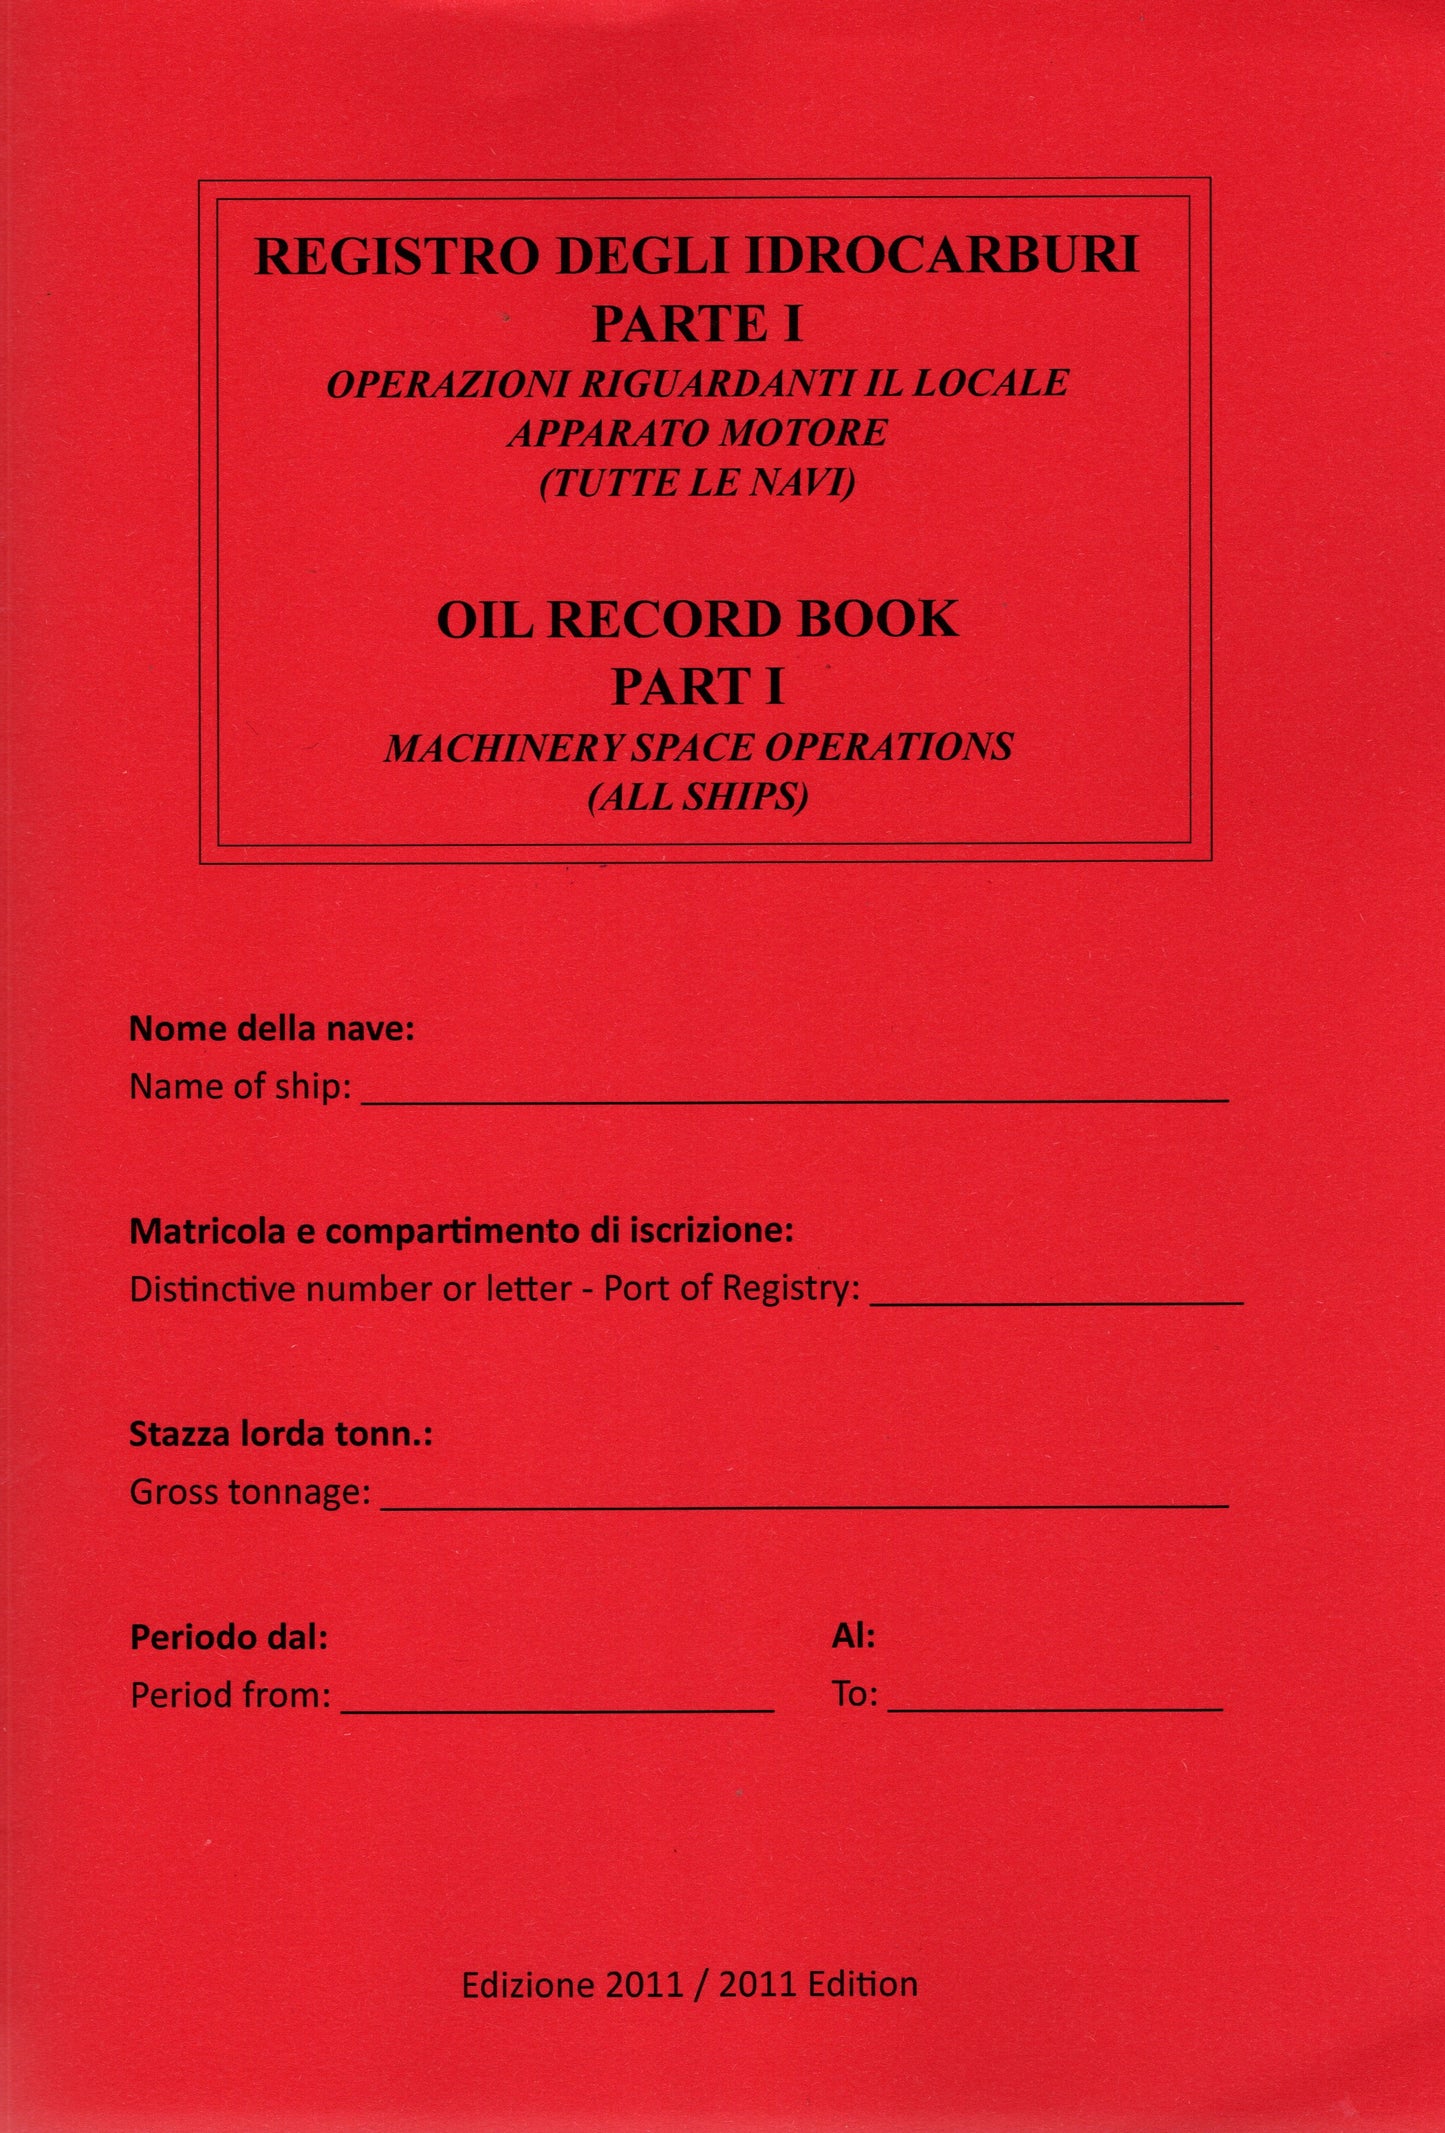 REGISTRO DEGLI IDROCARBURI
PARTE I
OPERAZIONI RIGUARDANTI IL LOCALE
APPARATO MOTORE
(TUTTE LE NAVI)
OIL RECORD BOOK
PART I
MACHINERY SPACE OPERATIONS
(ALL SHIPS)
Nome della nave:
Name of ship:
Matricola e compartimento di iscrizione:
Distinctive number or letter - Port of Registry:
Stazza lorda tonn.:
Gross tonnage:
Periodo dal: Al:
Period from: To:
Edizione 2011 / 2011 Edition